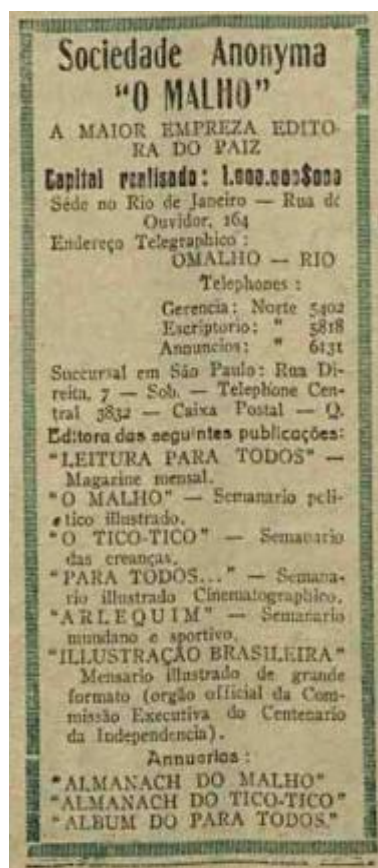 Sociedade Anonyma
"O MALHO"
A MAIOR EMPREZA EDITO-
RA DO PAIZ
Capital realisado: 1.000.000$000
Séde no Rio de Janeiro — Rua de
Ouvidor, 164
Endereço Telegraphico :
OMALHO — RIO
Telephones :
Gerencia: Norte 5402
Escriptorio: " 5818
Annuncios: " 6131
Succursal em São Paulo: Rua Di-
reita, 7 — Sob. — Telephone Cen-
tral 3832 — Caixa Postal — Q.
Editora das seguintes publicações:
"LEITURA PARA TODOS" —
Magazine mensal.
"O MALHO" — Semanario poli-
tico illustrado.
"O TICO-TICO" — Semanario
das creanças.
"PARA TODOS..." — Semana-
rio illustrado Cinematographico.
"ARLEQUIM" — Semanario
mundano e sportivo.
"ILLUSTRAÇÃO BRASILEIRA"
Mensario illustrado de grande
formato (orgão official da Com-
missão Executiva do Centenario
da Independencia).
Annuarios :
"ALMANACH DO MALHO"
"ALMANACH DO TICO-TICO"
"ALBUM DO PARA TODOS."